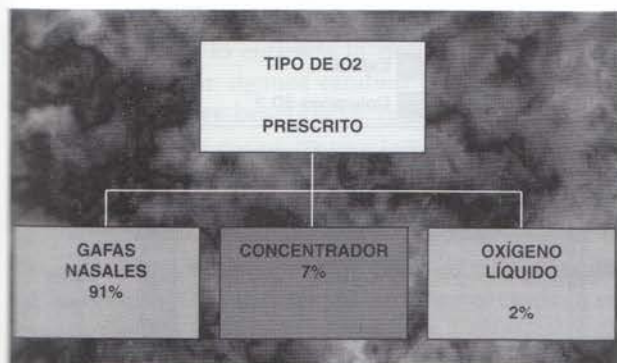 TIPO DE O2
PRESCRITO
GAFAS
NASALES
91%
CONCENTRADOR
7%
OXÍGENO
LÍQUIDO
2%